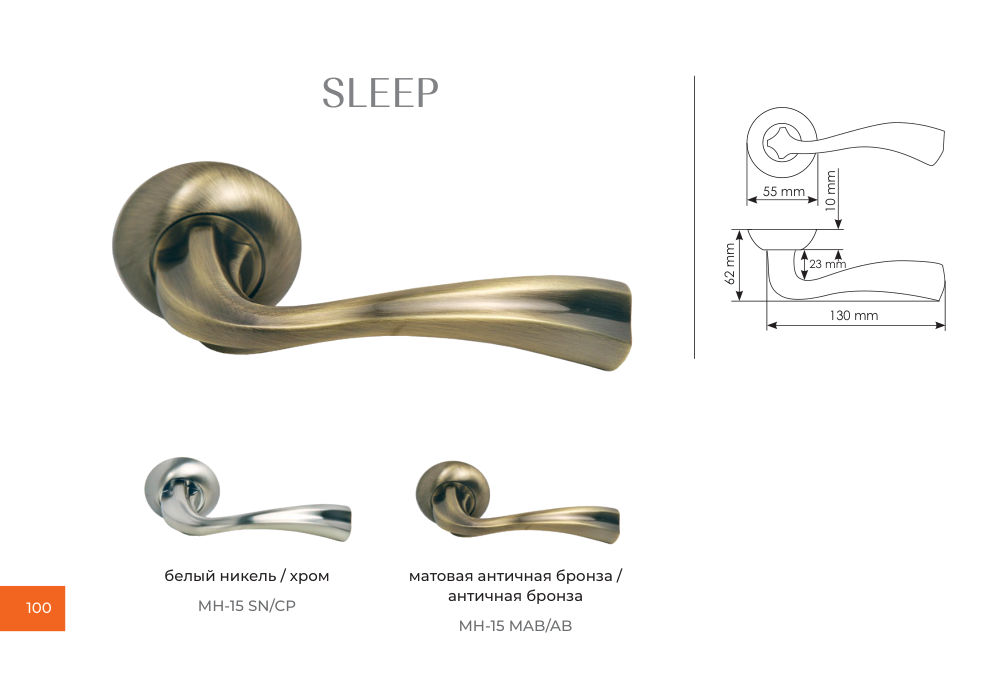 SLEEP
55 mm
10 mm
62 mm
23 mm
130 mm
белый никель / хром
MH-15 SN/CP
матовая античная бронза /
античная бронза
MH-15 MAB/AB
100